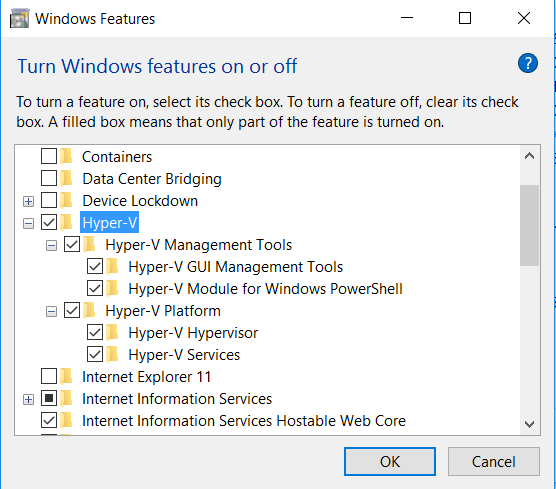 Windows Features
Turn Windows features on or off
?
To turn a feature on, select its check box. To turn a feature off, clear its check
box. A filled box means that only part of the feature is turned on.
Containers
Data Center Bridging
Device Lockdown
Hyper-V
Hyper-V Management Tools
Hyper-V GUI Management Tools
Hyper-V Module for Windows PowerShell
Hyper-V Platform
Hyper-V Hypervisor
Hyper-V Services
Internet Explorer 11
Internet Information Services
Internet Information Services Hostable Web Core
OK
Cancel